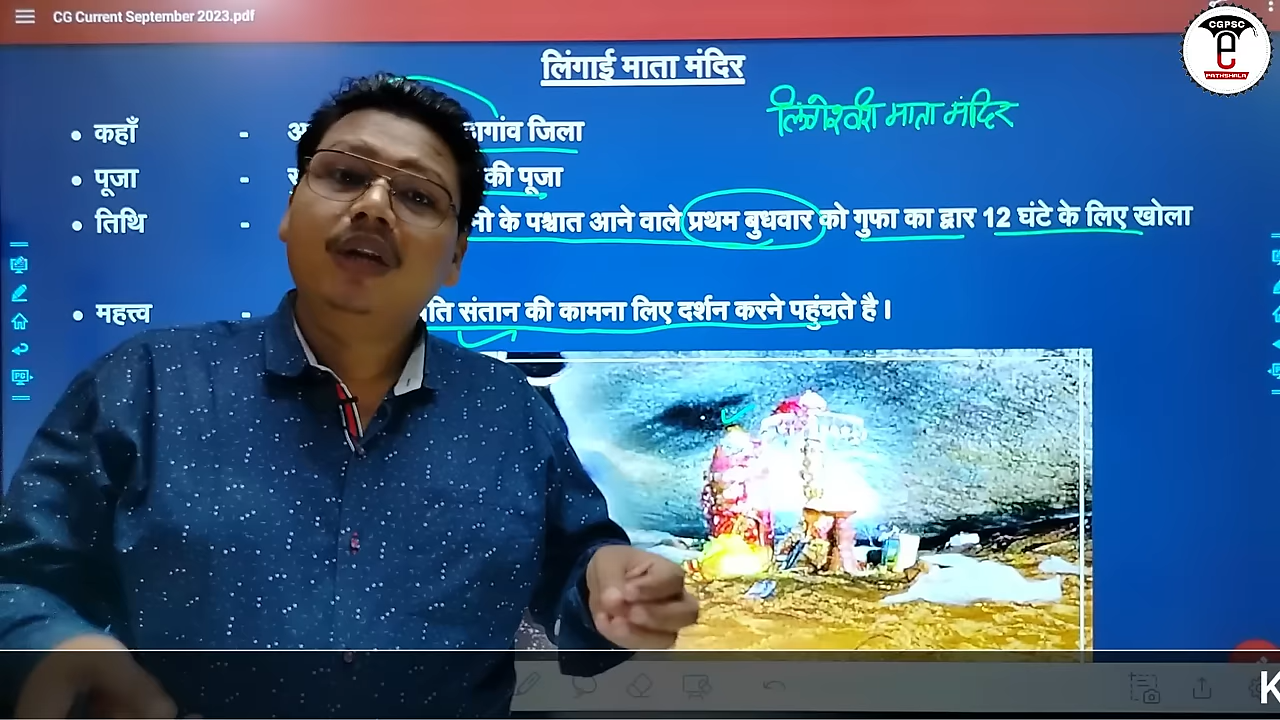 CG Current September 2023.pdf
CGPSC
e
PATHSHALA
लिंगाई माता मंदिर
लिंगेश्वरी माता मंदिर
• कहाँ - जिला
• पूजा - की पूजा
• तिथि - के पश्चात आने वाले प्रथम बुधवार को गुफा का द्वार 12 घंटे के लिए खोला
• महत्त्व - संतान की कामना लिए दर्शन करने पहुंचते है।
K